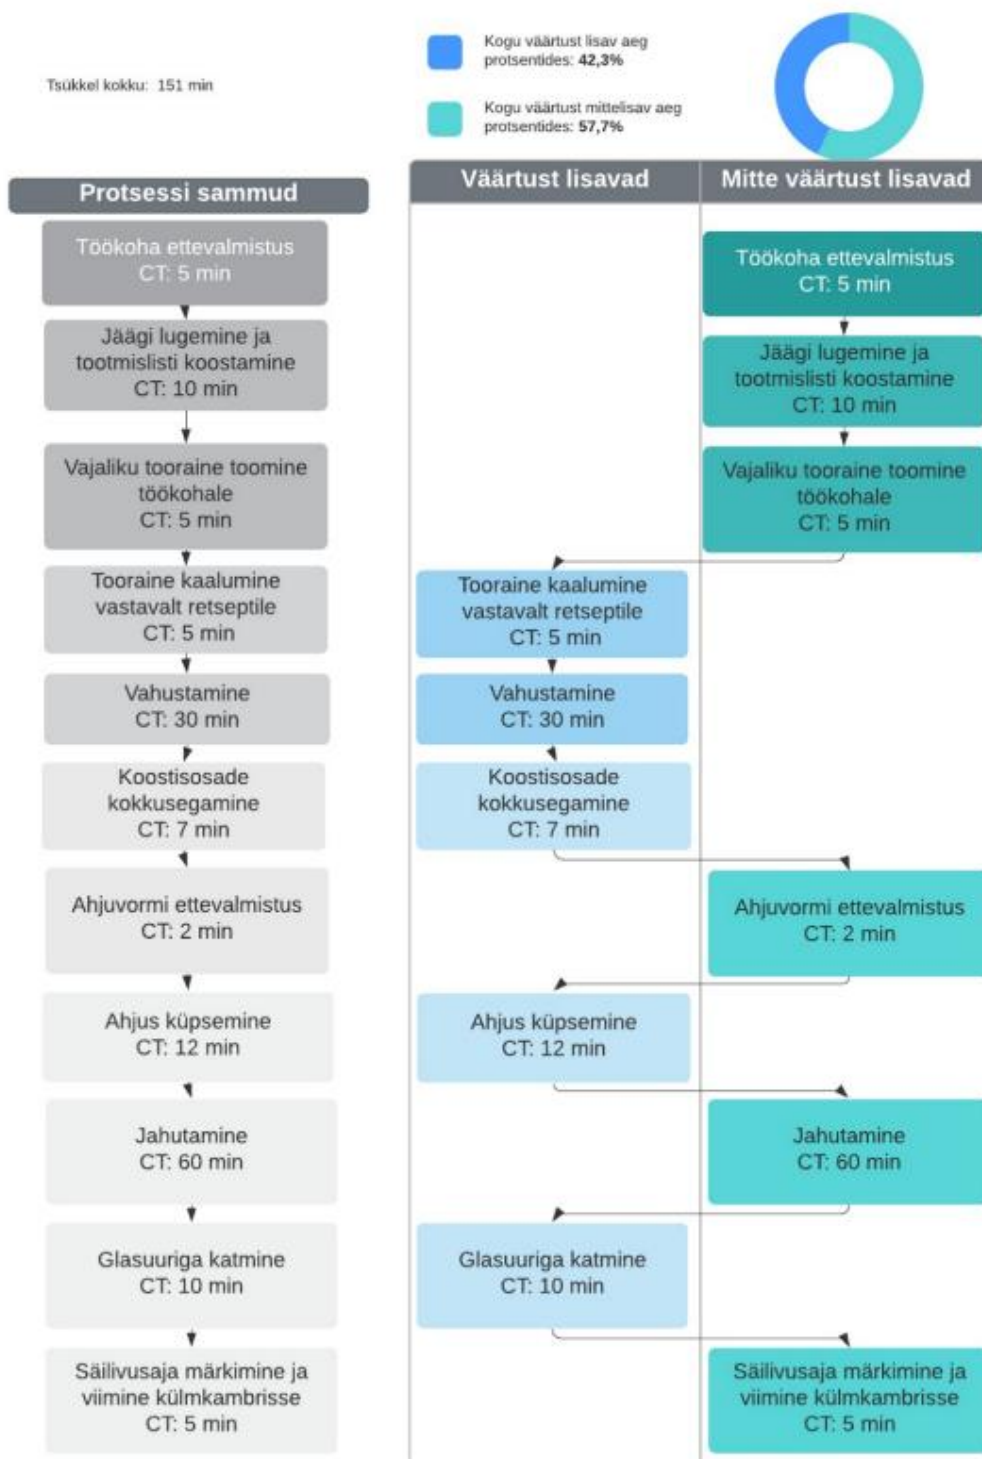 Tsükkel kokku: 151 min
Kogu väärtust lisav aeg
protsentides: 42,3%
Kogu väärtust mittelisav aeg
protsentides: 57,7%
Protsessi sammud
Töökoha ettevalmistus
CT: 5 min
Jäägi lugemine ja
tootmislisti koostamine
CT: 10 min
Vajaliku tooraine toomine
töökohale
CT: 5 min
Tooraine kaalumine
vastavalt retseptile
CT: 5 min
Vahustamine
CT: 30 min
Koostisosade
kokkusegamine
CT: 7 min
Ahjuvormi ettevalmistus
CT: 2 min
Ahjus küpsemine
CT: 12 min
Jahutamine
CT: 60 min
Glasuuriga katmine
CT: 10 min
Säilivusaja märkimine ja
viimine külmkambrisse
CT: 5 min
Väärtust lisavad
Tooraine kaalumine
vastavalt retseptile
CT: 5 min
Vahustamine
CT: 30 min
Koostisosade
kokkusegamine
CT: 7 min
Ahjus küpsemine
CT: 12 min
Glasuuriga katmine
CT: 10 min
Mitte väärtust lisavad
Töökoha ettevalmistus
CT: 5 min
Jäägi lugemine ja
tootmislisti koostamine
CT: 10 min
Vajaliku tooraine toomine
töökohale
CT: 5 min
Ahjuvormi ettevalmistus
CT: 2 min
Jahutamine
CT: 60 min
Säilivusaja märkimine ja
viimine külmkambrisse
CT: 5 min